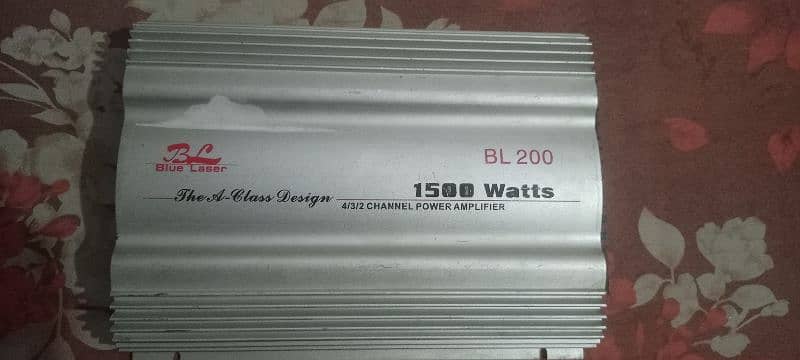 BL
Blue Laser
BL 200
The A-Class Design
1500 Watts
4/3/2 CHANNEL POWER AMPLIFIER